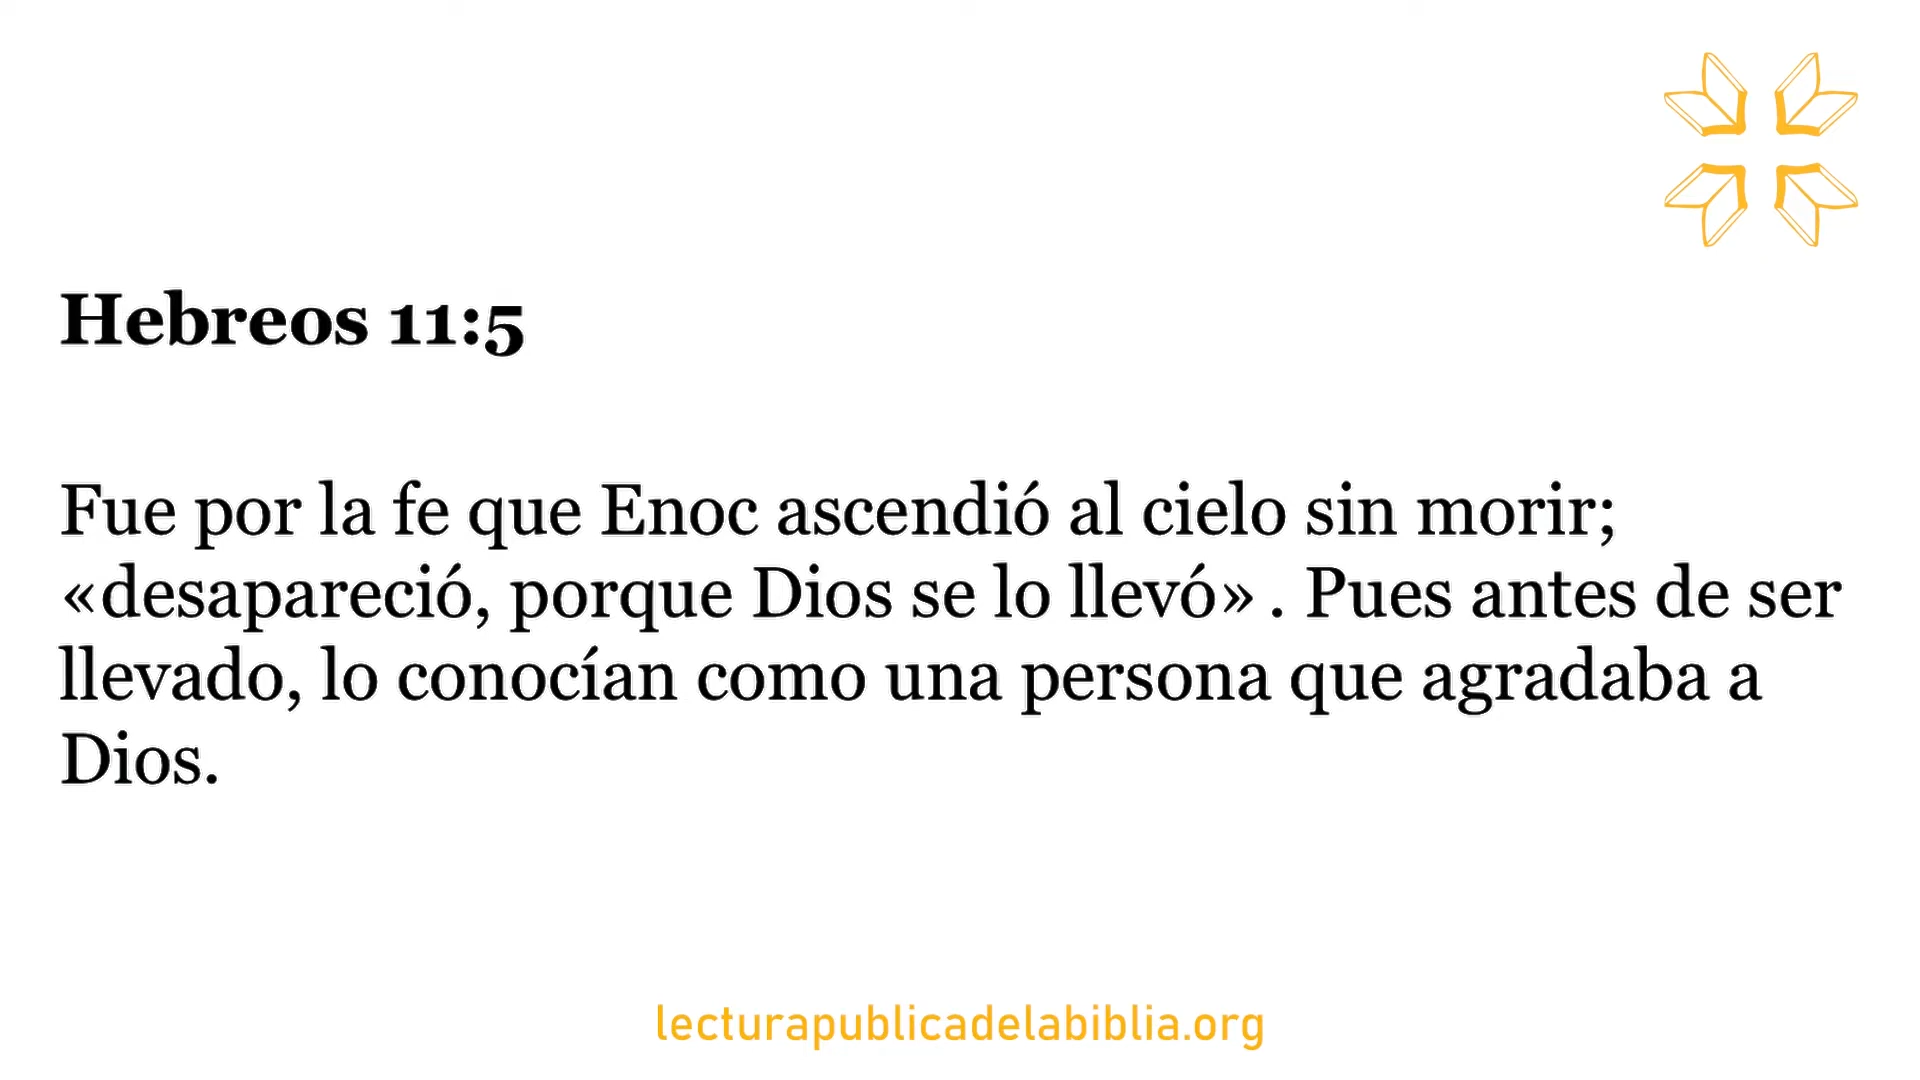 Hebreos 11:5
Fue por la fe que Enoc ascendió al cielo sin morir;
«desapareció, porque Dios se lo llevó» . Pues antes de ser
llevado, lo conocían como una persona que agradaba a
Dios.
lecturapublicadelabiblia.org